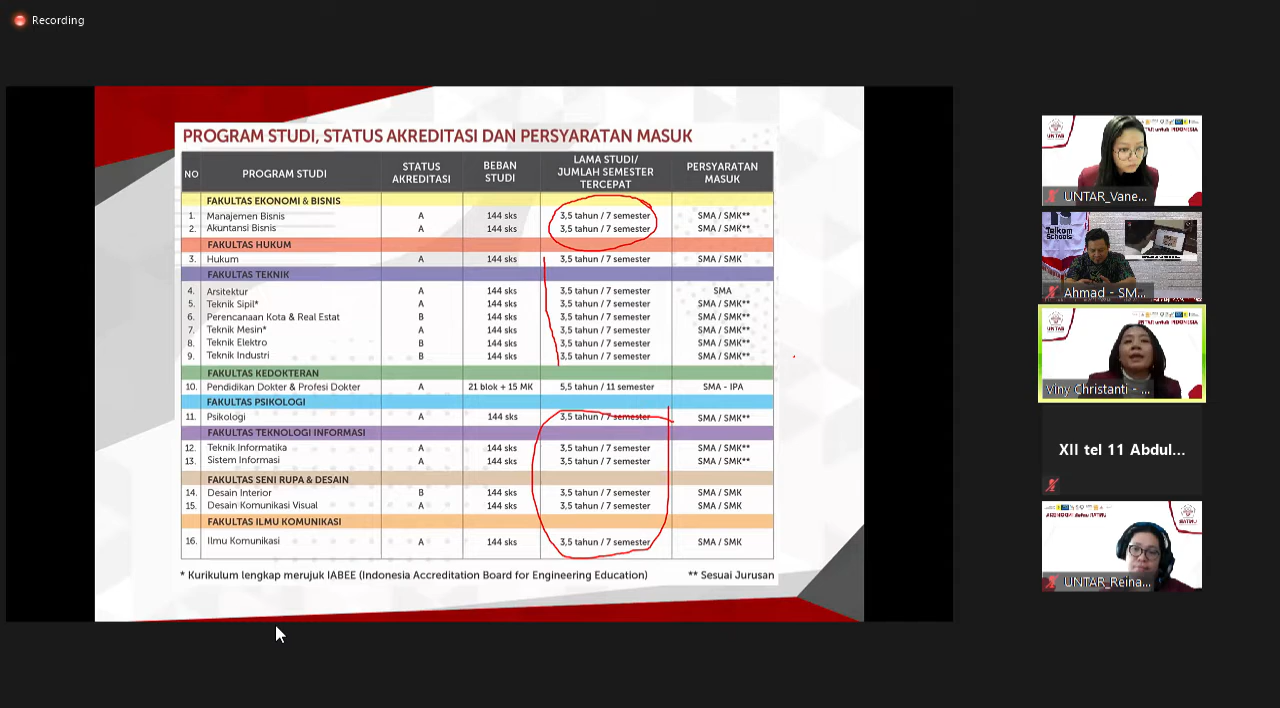 Recording
PROGRAM STUDI, STATUS AKREDITASI DAN PERSYARATAN MASUK
NO PROGRAM STUDI STATUS AKREDITASI BEBAN STUDI LAMA STUDI/ JUMLAH SEMESTER TERCEPAT PERSYARATAN MASUK
FAKULTAS EKONOMI & BISNIS
1. Manajemen Bisnis A 144 sks 3,5 tahun / 7 semester SMA / SMK**
2. Akuntansi Bisnis A 144 sks 3,5 tahun / 7 semester SMA / SMK**
FAKULTAS HUKUM
3. Hukum A 144 sks 3,5 tahun / 7 semester SMA / SMK
FAKULTAS TEKNIK
4. Arsitektur A 144 sks 3,5 tahun / 7 semester SMA
5. Teknik Sipil* A 144 sks 3,5 tahun / 7 semester SMA / SMK**
6. Perencanaan Kota & Real Estat A 144 sks 3,5 tahun / 7 semester SMA / SMK**
7. Teknik Mesin* A 144 sks 3,5 tahun / 7 semester SMA / SMK**
8. Teknik Elektro B 144 sks 3,5 tahun / 7 semester SMA / SMK**
9. Teknik Industri B 144 sks 3,5 tahun / 7 semester SMA / SMK**
FAKULTAS KEDOKTERAN
10. Pendidikan Dokter & Profesi Dokter A 21 blok + 15 MK 5,5 tahun / 11 semester SMA - IPA
FAKULTAS PSIKOLOGI
11. Psikologi A 144 sks 3,5 tahun / 7 semester SMA / SMK**
FAKULTAS TEKNOLOGI INFORMASI
12. Teknik Informatika A 144 sks 3,5 tahun / 7 semester SMA / SMK**
13. Sistem Informasi A 144 sks 3,5 tahun / 7 semester SMA / SMK**
FAKULTAS SENI RUPA & DESAIN
14. Desain Interior B 144 sks 3,5 tahun / 7 semester SMA / SMK
15. Desain Komunikasi Visual A 144 sks 3,5 tahun / 7 semester SMA / SMK
FAKULTAS ILMU KOMUNIKASI
16. Ilmu Komunikasi A 144 sks 3,5 tahun / 7 semester SMA / SMK
* Kurikulum lengkap merujuk IABEE (Indonesia Accreditation Board for Engineering Education) ** Sesuai Jurusan
UNTAR
UNTAR_Vane...
Telkom Schools
Ahmad - SM...
UNTAR
UNTAR untuk INDONESIA
Viny Christanti - ...
XII tel 11 Abdul...
UNTAR_Reina...